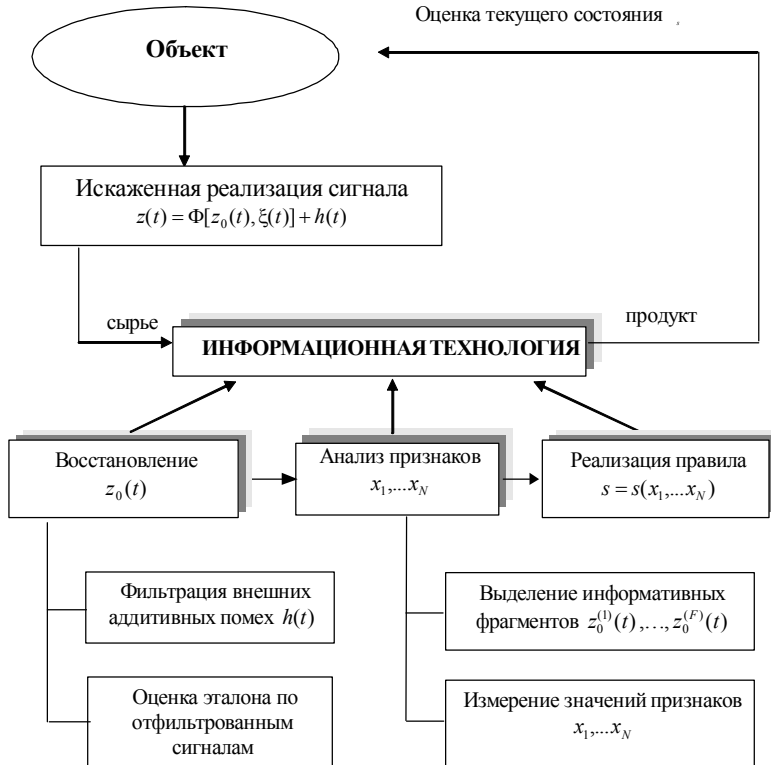 Оценка текущего состояния
Объект
Искаженная реализация сигнала
z(t) = Φ[z₀(t), ξ(t)] + h(t)
сырье
продукт
ИНФОРМАЦИОННАЯ ТЕХНОЛОГИЯ
Восстановление
z₀(t)
Анализ признаков
x₁,...x_N
Реализация правила
s = s(x₁,...x_N)
Фильтрация внешних
аддитивных помех h(t)
Выделение информативных
фрагментов z₀⁽¹⁾(t),…, z₀⁽ᶠ⁾(t)
Оценка эталона по
отфильтрованным
сигналам
Измерение значений признаков
x₁,...x_N